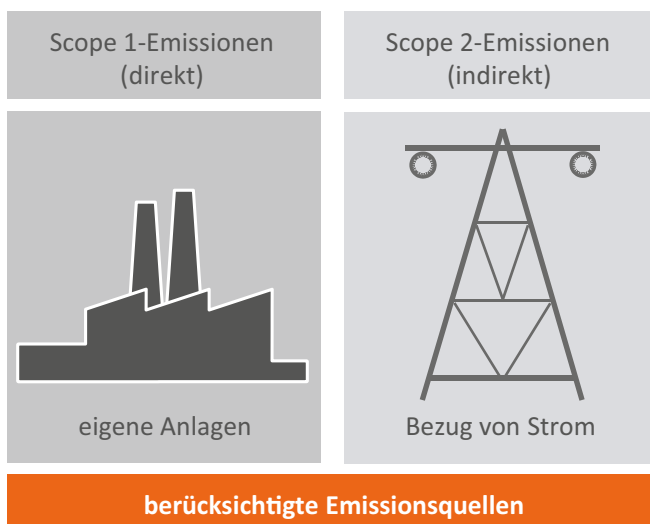 Scope 1-Emissionen
(direkt)
Scope 2-Emissionen
(indirekt)
eigene Anlagen
Bezug von Strom
berücksichtigte Emissionsquellen